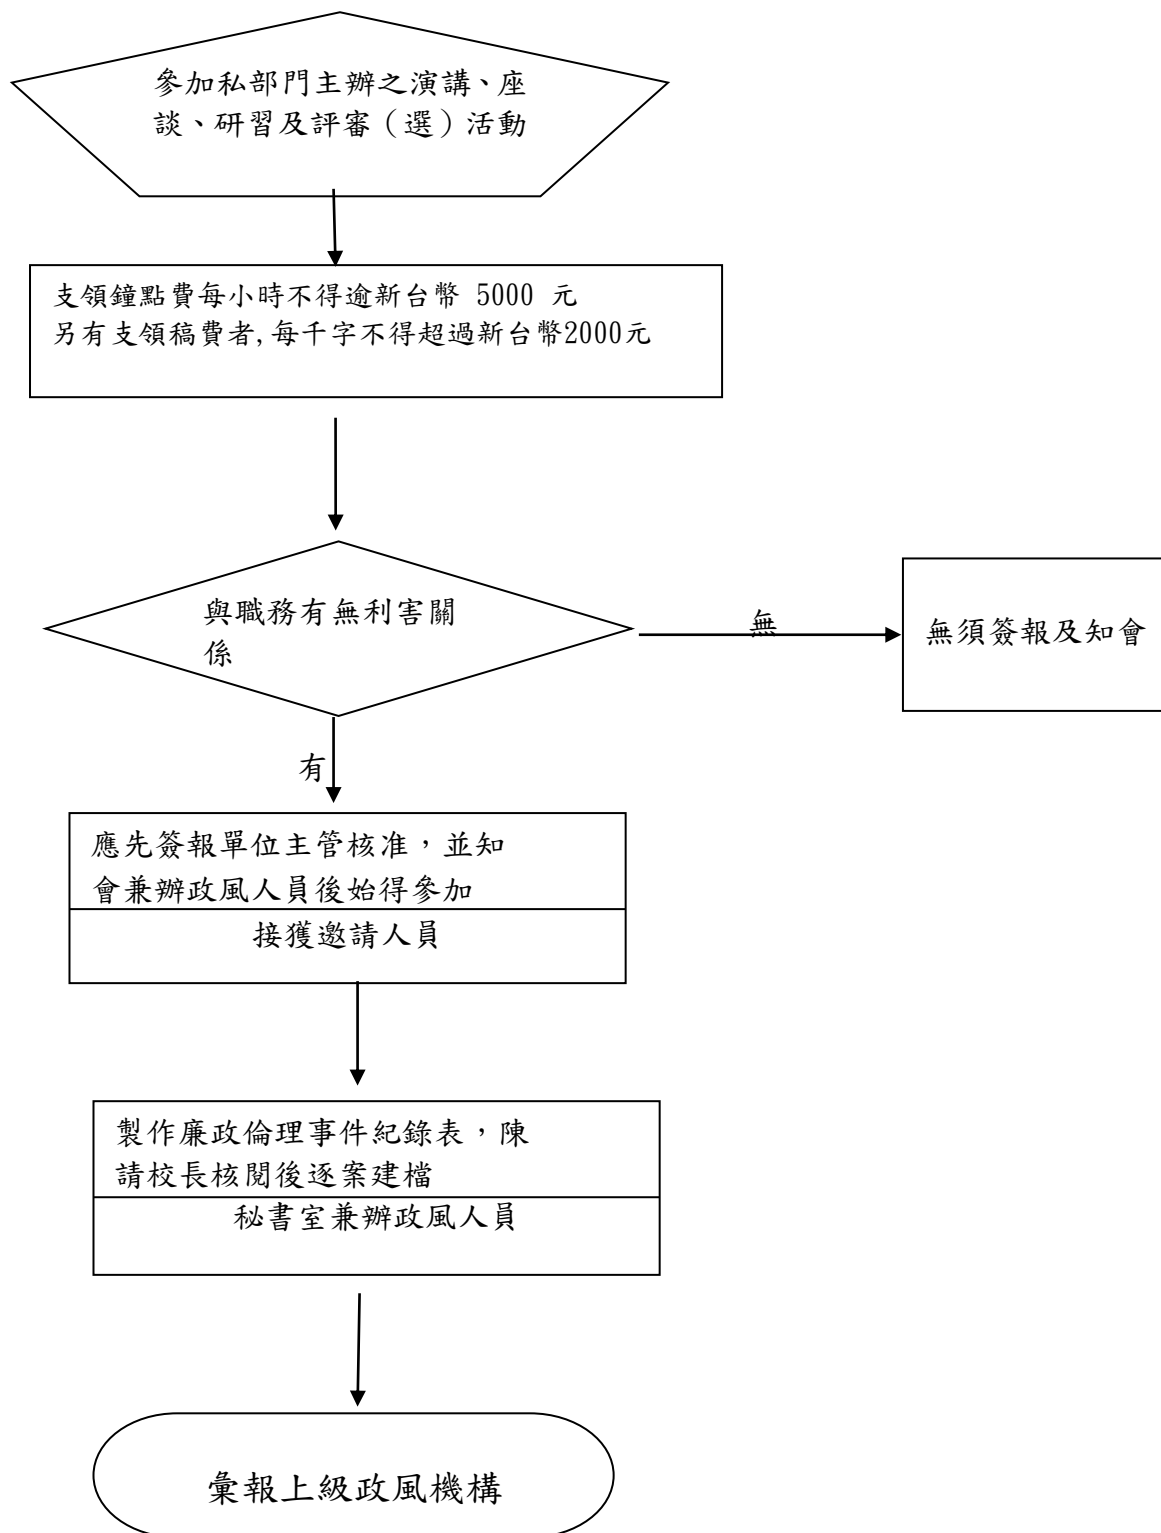 參加私部門主辦之演講、座
談、研習及評審（選）活動
支領鐘點費每小時不得逾新台幣 5000 元
另有支領稿費者,每千字不得超過新台幣2000元
與職務有無利害關
係
無
無須簽報及知會
有
應先簽報單位主管核准，並知
會兼辦政風人員後始得參加
接獲邀請人員
製作廉政倫理事件紀錄表，陳
請校長核閱後逐案建檔
秘書室兼辦政風人員
彙報上級政風機構